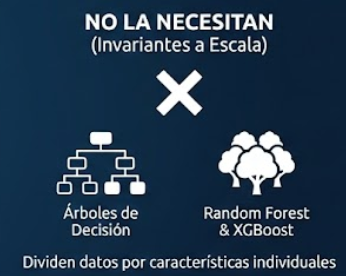 NO LA NECESITAN
(Invariantes a Escala)
Árboles de
Decisión
Random Forest
& XGBoost
Dividen datos por características individuales